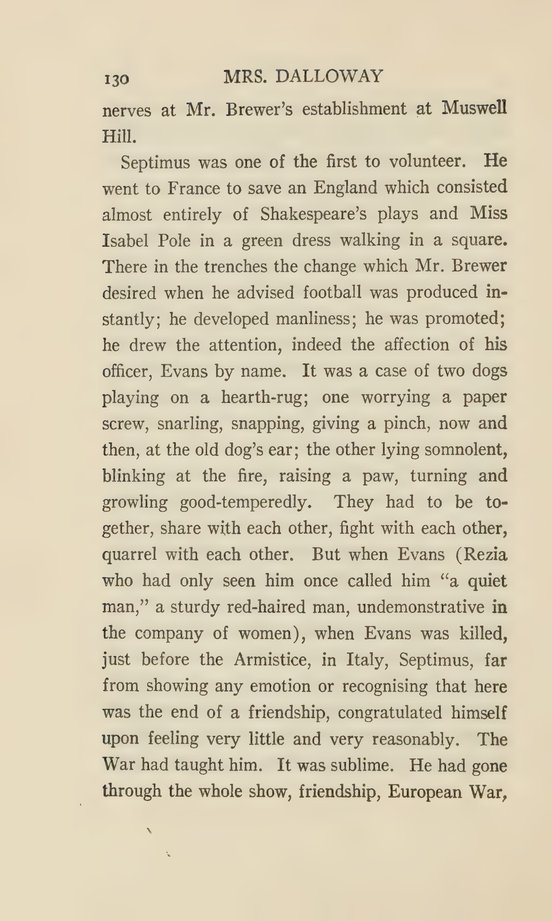 130 MRS. DALLOWAY
nerves at Mr. Brewer's establishment at Muswell
Hill.
Septimus was one of the first to volunteer. He
went to France to save an England which consisted
almost entirely of Shakespeare's plays and Miss
Isabel Pole in a green dress walking in a square.
There in the trenches the change which Mr. Brewer
desired when he advised football was produced in-
stantly; he developed manliness; he was promoted;
he drew the attention, indeed the affection of his
officer, Evans by name. It was a case of two dogs
playing on a hearth-rug; one worrying a paper
screw, snarling, snapping, giving a pinch, now and
then, at the old dog's ear; the other lying somnolent,
blinking at the fire, raising a paw, turning and
growling good-temperedly. They had to be to-
gether, share with each other, fight with each other,
quarrel with each other. But when Evans (Rezia
who had only seen him once called him "a quiet
man," a sturdy red-haired man, undemonstrative in
the company of women), when Evans was killed,
just before the Armistice, in Italy, Septimus, far
from showing any emotion or recognising that here
was the end of a friendship, congratulated himself
upon feeling very little and very reasonably. The
War had taught him. It was sublime. He had gone
through the whole show, friendship, European War,